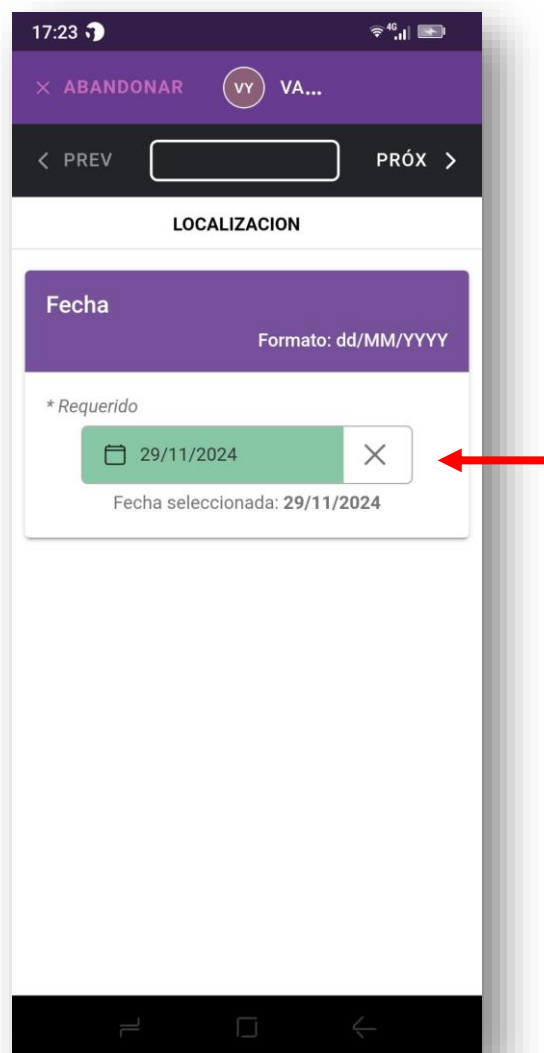 17:23 4G
ABANDONAR VY VA...
PREV PRÓX
LOCALIZACION
Fecha
Formato: dd/MM/YYYY
* Requerido
29/11/2024
Fecha seleccionada: 29/11/2024